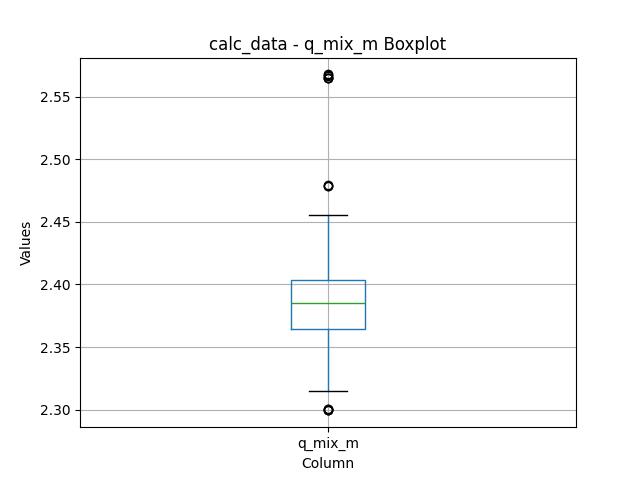 calc_data - q_mix_m Boxplot
2.55
2.50
2.45
2.40
2.35
2.30
Values
q_mix_m
Column